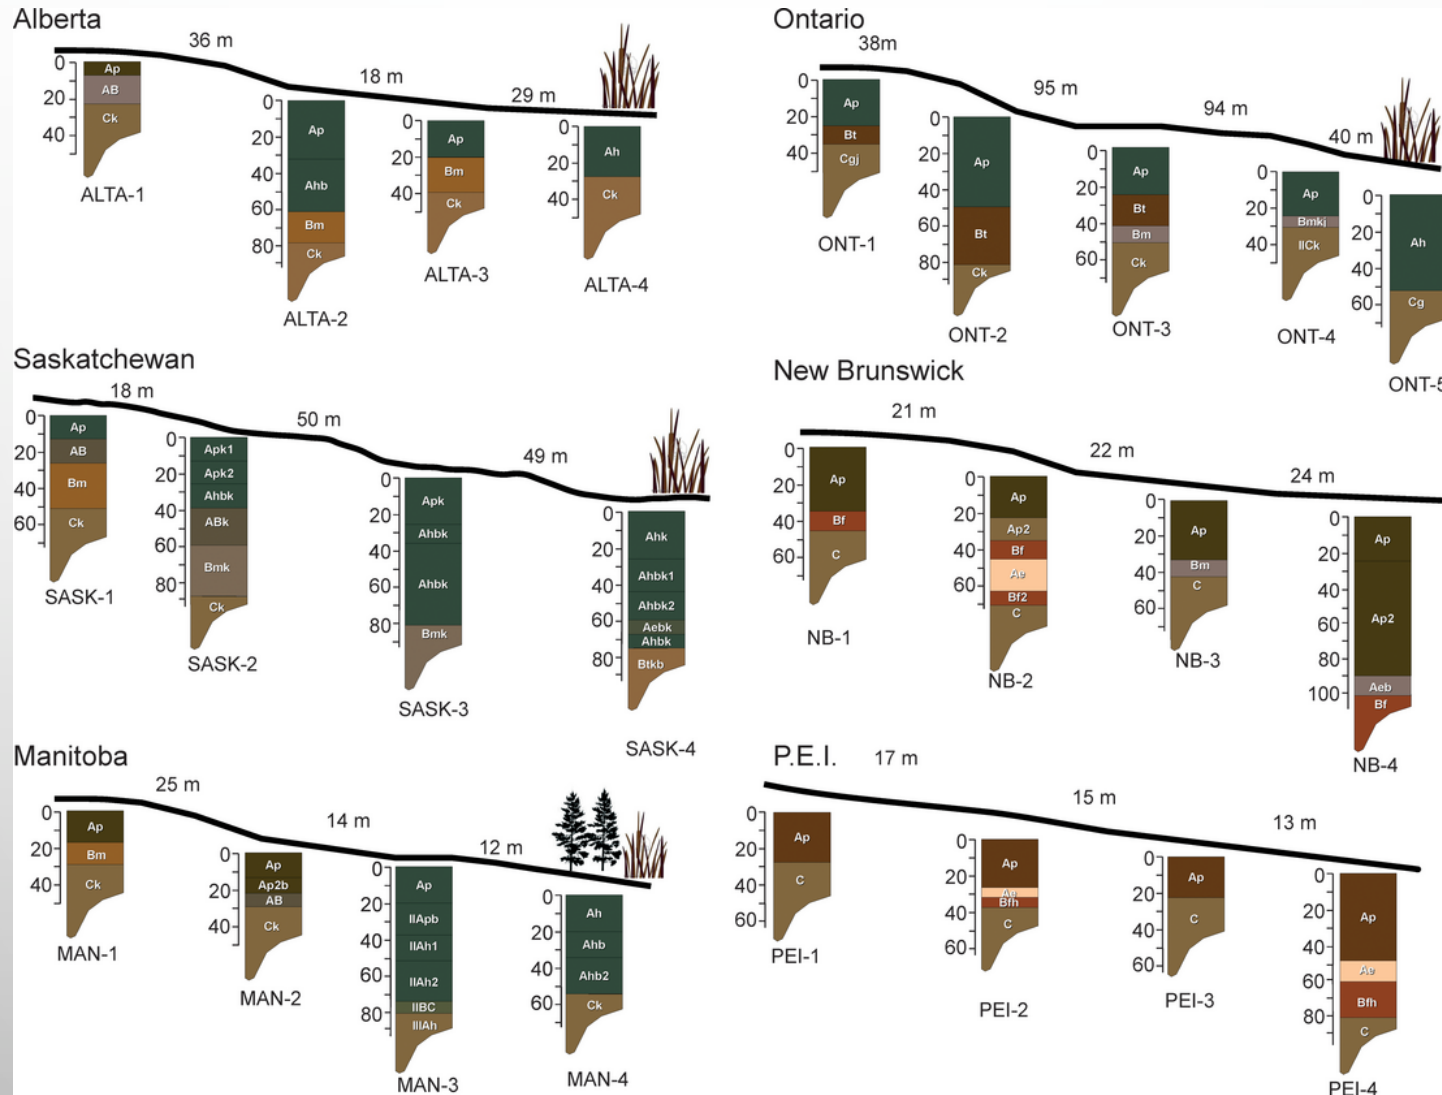 Alberta
36 m
18 m
29 m
0
20
40
Ap
AB
Ck
ALTA-1
0
20
40
60
80
Ap
Ahb
Bm
Ck
ALTA-2
0
20
40
Ap
Bm
Ck
ALTA-3
0
20
40
Ah
Ck
ALTA-4
Ontario
38m
95 m
94 m
40 m
0
20
40
Ap
Bt
Cgj
ONT-1
0
20
40
60
80
Ap
Bt
Ck
ONT-2
0
20
40
60
Ap
Bt
Bm
Ck
ONT-3
0
20
40
Ap
Bmkj
IICk
ONT-4
0
20
40
60
Ah
Cg
ONT-5
Saskatchewan
18 m
50 m
49 m
0
20
40
60
Ap
AB
Bm
Ck
SASK-1
0
20
40
60
80
Apk1
Apk2
Ahbk
ABk
Bmk
Ck
SASK-2
0
20
40
60
80
Apk
Ahbk
Ahbk
Bmk
SASK-3
0
20
40
60
80
Ahk
Ahbk1
Ahbk2
Aebk
Ahbk
Btkb
SASK-4
New Brunswick
21 m
22 m
24 m
0
20
40
60
Ap
Bf
C
NB-1
0
20
40
60
Ap
Ap2
Bf
Ae
Bf2
C
NB-2
0
20
40
60
Ap
Bm
C
NB-3
0
20
40
60
80
100
Ap
Ap2
Aeb
Bf
NB-4
Manitoba
25 m
14 m
12 m
0
20
40
Ap
Bm
Ck
MAN-1
0
20
40
Ap
Ap2b
AB
Ck
MAN-2
0
20
40
60
80
Ap
IIApb
IIAh1
IIAh2
IIBC
IIIAh
MAN-3
0
20
40
60
Ah
Ahb
Ahb2
Ck
MAN-4
P.E.I.
17 m
15 m
13 m
0
20
40
60
Ap
C
PEI-1
0
20
40
60
Ap
Ae
Bfh
C
PEI-2
0
20
40
60
Ap
C
PEI-3
0
20
40
60
80
Ap
Ae
Bfh
C
PEI-4